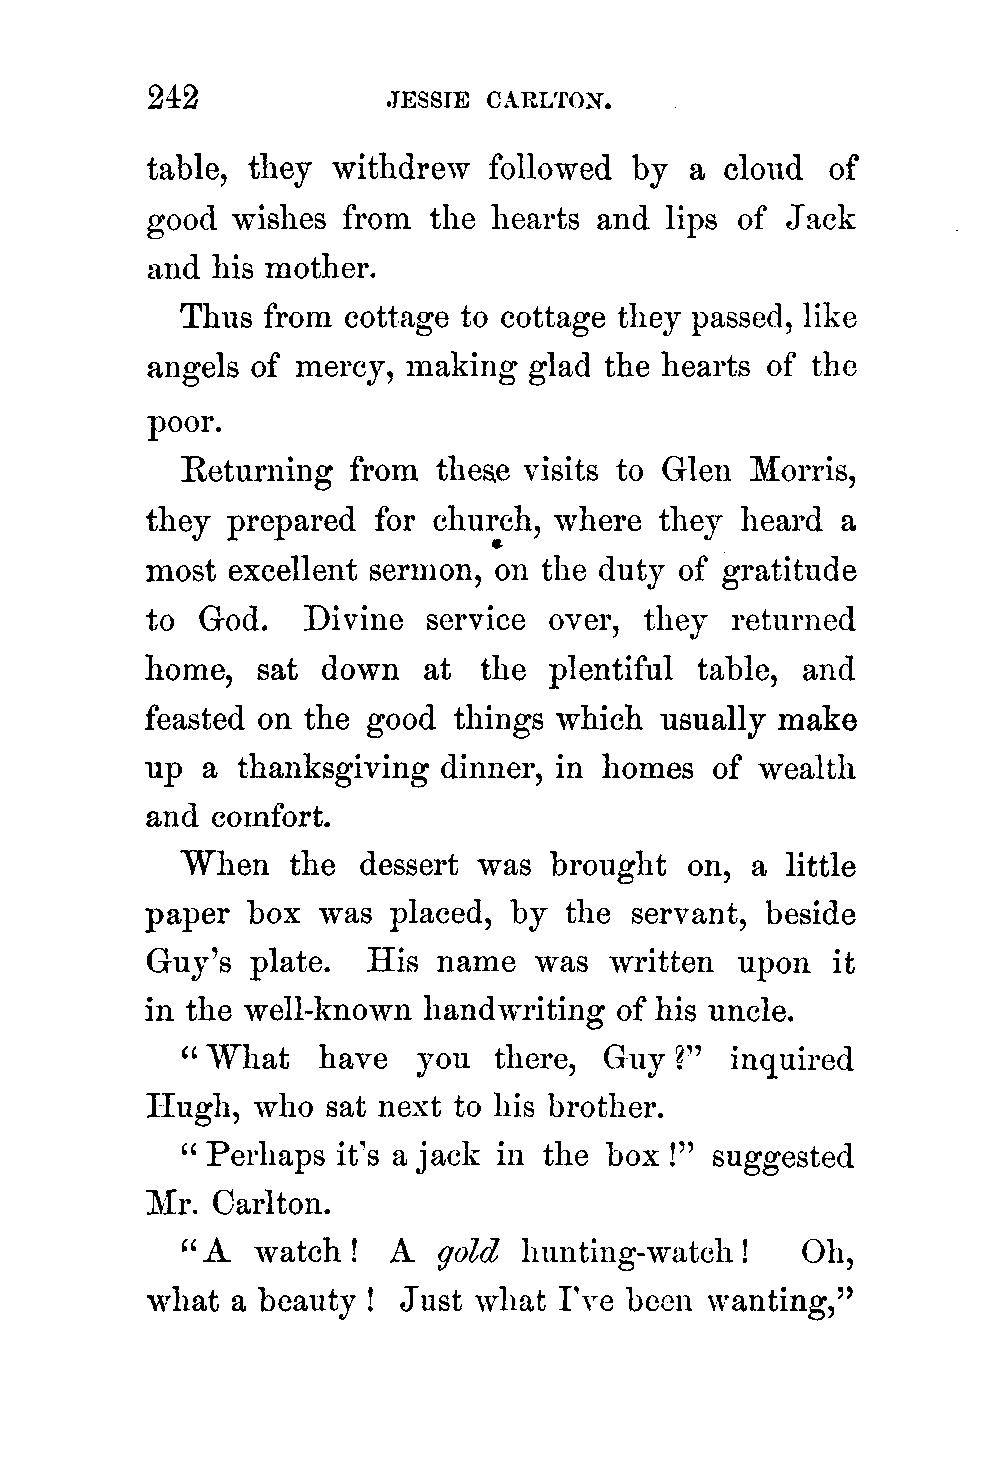 242 JESSIE CARLTON.
table, they withdrew followed by a cloud of
good wishes from the hearts and lips of Jack
and his mother.
Thus from cottage to cottage they passed, like
angels of mercy, making glad the hearts of the
poor.
Returning from these visits to Glen Morris,
they prepared for church, where they heard a
most excellent sermon, on the duty of gratitude
to God. Divine service over, they returned
home, sat down at the plentiful table, and
feasted on the good things which usually make
up a thanksgiving dinner, in homes of wealth
and comfort.
When the dessert was brought on, a little
paper box was placed, by the servant, beside
Guy's plate. His name was written upon it
in the well-known handwriting of his uncle.
“What have you there, Guy?” inquired
Hugh, who sat next to his brother.
“Perhaps it's a jack in the box!” suggested
Mr. Carlton.
“A watch! A gold hunting-watch! Oh,
what a beauty! Just what I've been wanting,”